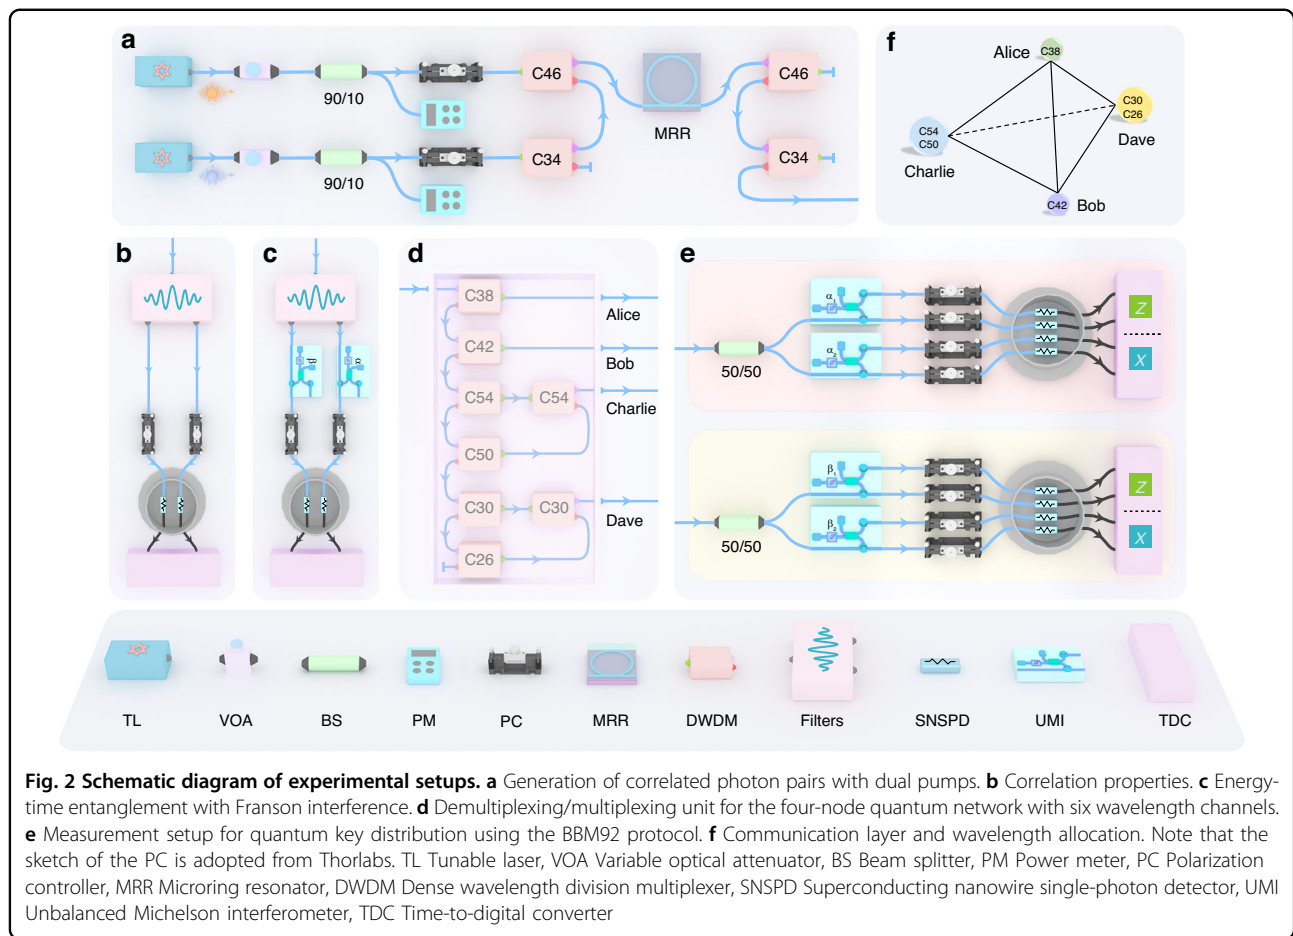 a
90/10
90/10
C46
C34
MRR
C46
C34
f
Alice
C38
C30
C26
Dave
C54
C50
Charlie
C42
Bob
b
c
β
α
d
C38
Alice
C42
Bob
C54
C54
Charlie
C50
C30
C30
Dave
C26
e
α1
α2
50/50
Z
X
β1
β2
50/50
Z
X
TL
VOA
BS
PM
PC
MRR
DWDM
Filters
SNSPD
UMI
TDC
Fig. 2 Schematic diagram of experimental setups. a Generation of correlated photon pairs with dual pumps. b Correlation properties. c Energy-
time entanglement with Franson interference. d Demultiplexing/multiplexing unit for the four-node quantum network with six wavelength channels.
e Measurement setup for quantum key distribution using the BBM92 protocol. f Communication layer and wavelength allocation. Note that the
sketch of the PC is adopted from Thorlabs. TL Tunable laser, VOA Variable optical attenuator, BS Beam splitter, PM Power meter, PC Polarization
controller, MRR Microring resonator, DWDM Dense wavelength division multiplexer, SNSPD Superconducting nanowire single-photon detector, UMI
Unbalanced Michelson interferometer, TDC Time-to-digital converter